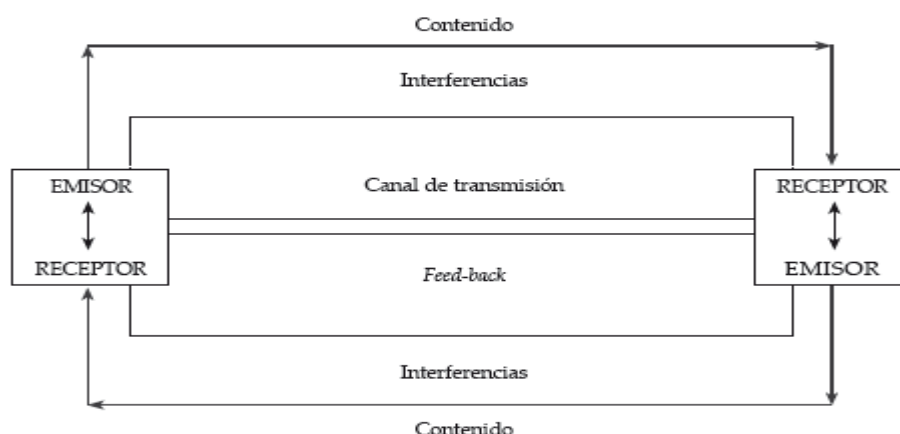 Contenido
Interferencias
EMISOR
Canal de transmisión
RECEPTOR
RECEPTOR
Feed-back
EMISOR
Interferencias
Contenido